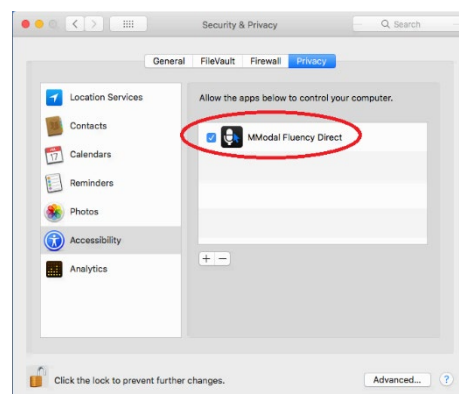 Security & Privacy
Search
General FileVault Firewall Privacy
Location Services
Contacts
Calendars
Reminders
Photos
Accessibility
Analytics
Allow the apps below to control your computer.
MModal Fluency Direct
+ −
Click the lock to prevent further changes.
Advanced... ?